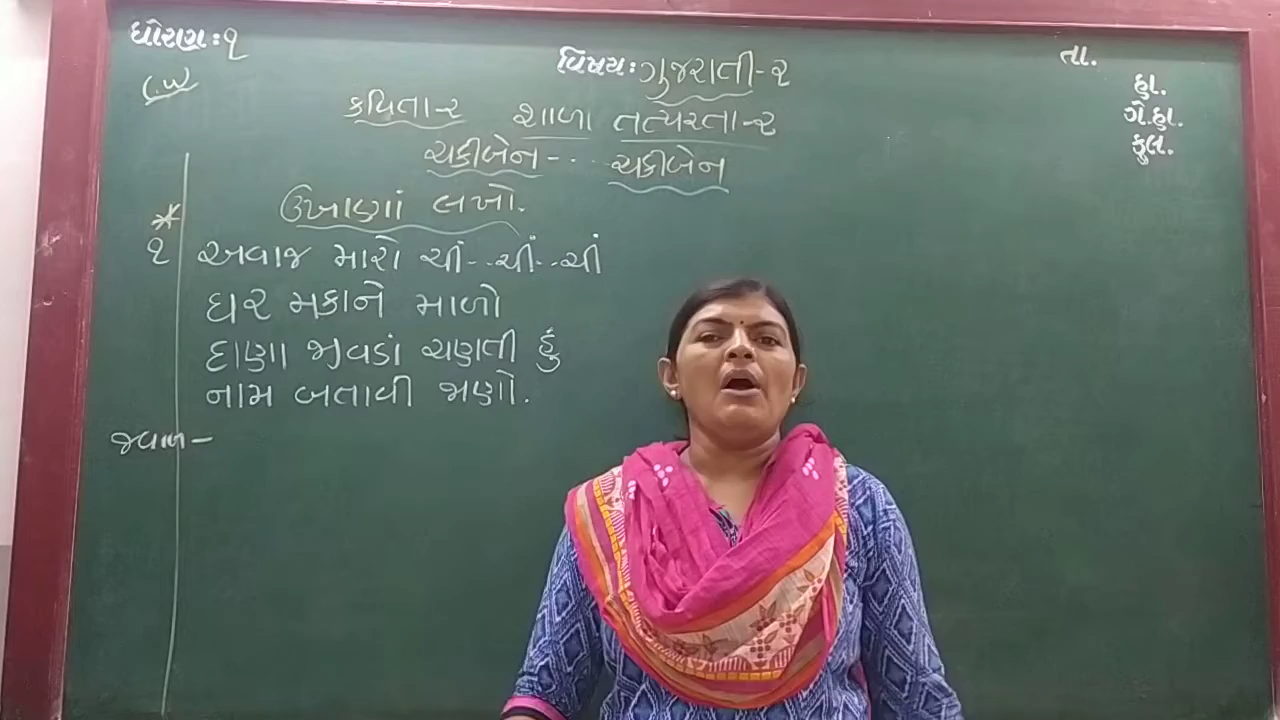 ધોરણ: ૧
વિષય: ગુજરાતી-૨
તા.
હા.
ગે.હા.
કુલ.
C.W
કવિતા-૨ શાળા તત્પરતા-૨
ચકીબેન-... ચકીબેન
ઉખાણાં લખો.
*
૧ અવાજ મારો ચીં-..ચીં..ચીં
ઘર મકાને માળો
દાણા જીવડાં ચણતી હું
નામ બતાવી જાણો.
જવાબ-